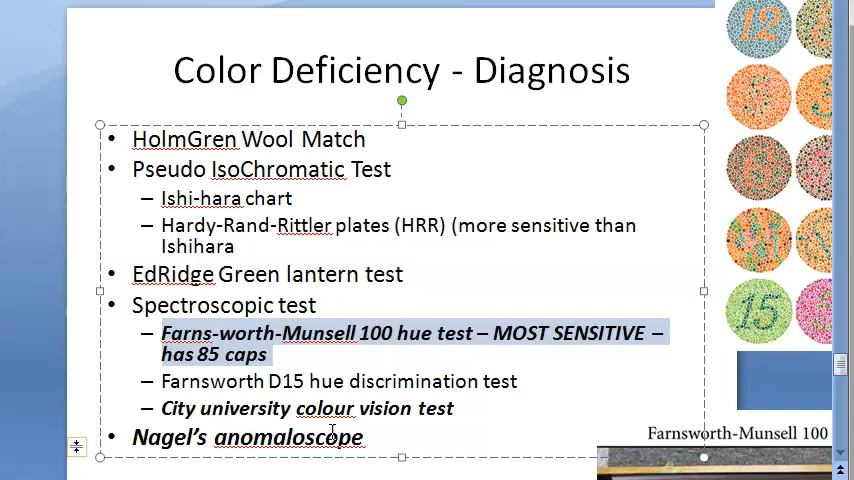 Color Deficiency - Diagnosis
• HolmGren Wool Match
• Pseudo IsoChromatic Test
– Ishi-hara chart
– Hardy-Rand-Rittler plates (HRR) (more sensitive than
Ishihara
• EdRidge Green lantern test
• Spectroscopic test
– Farns-worth-Munsell 100 hue test – MOST SENSITIVE –
has 85 caps
– Farnsworth D15 hue discrimination test
– City university colour vision test
• Nagel's anomaloscope
12
5
15
Farnsworth-Munsell 100